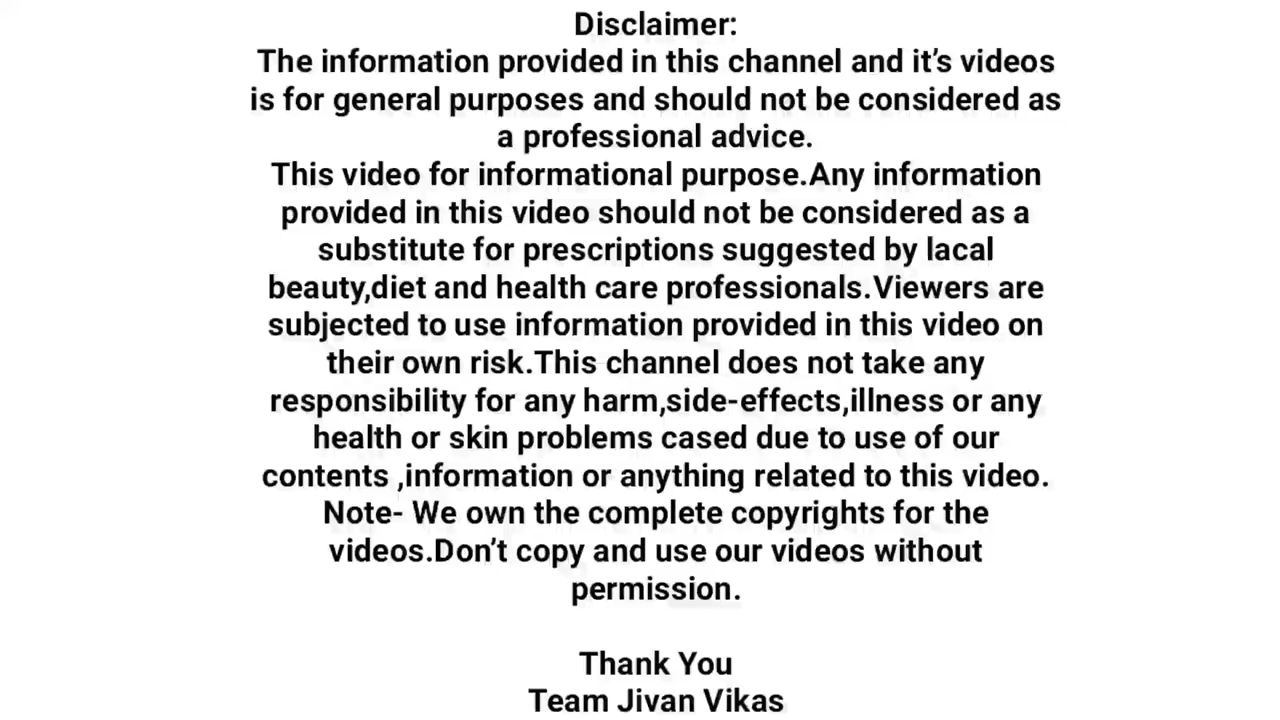 Disclaimer:
The information provided in this channel and it’s videos
is for general purposes and should not be considered as
a professional advice.
This video for informational purpose.Any information
provided in this video should not be considered as a
substitute for prescriptions suggested by lacal
beauty,diet and health care professionals.Viewers are
subjected to use information provided in this video on
their own risk.This channel does not take any
responsibility for any harm,side-effects,illness or any
health or skin problems cased due to use of our
contents ,information or anything related to this video.
Note- We own the complete copyrights for the
videos.Don’t copy and use our videos without
permission.
Thank You
Team Jivan Vikas